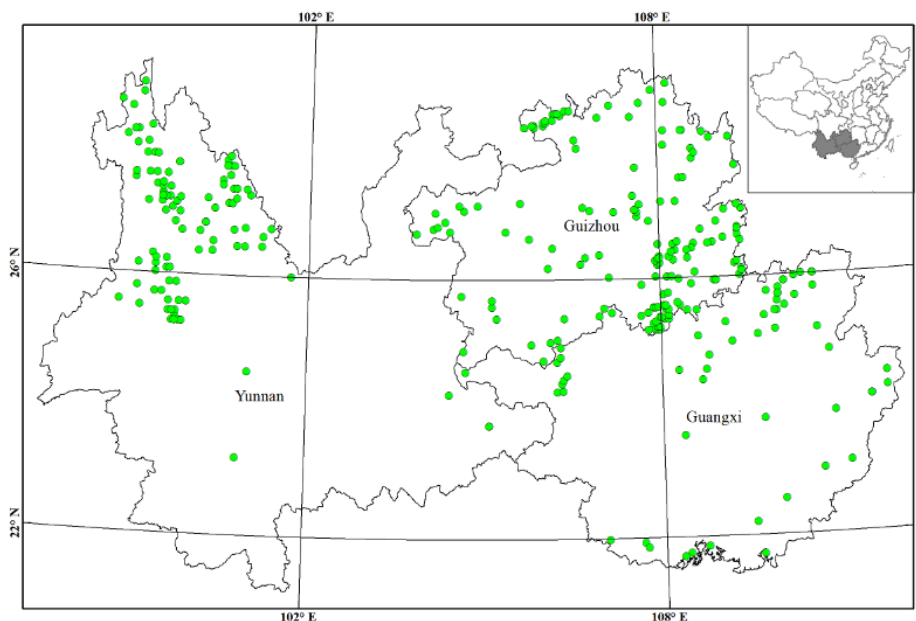 102° E 108° E
Guizhou
26° N
Yunnan
Guangxi
22° N
102° E 108° E